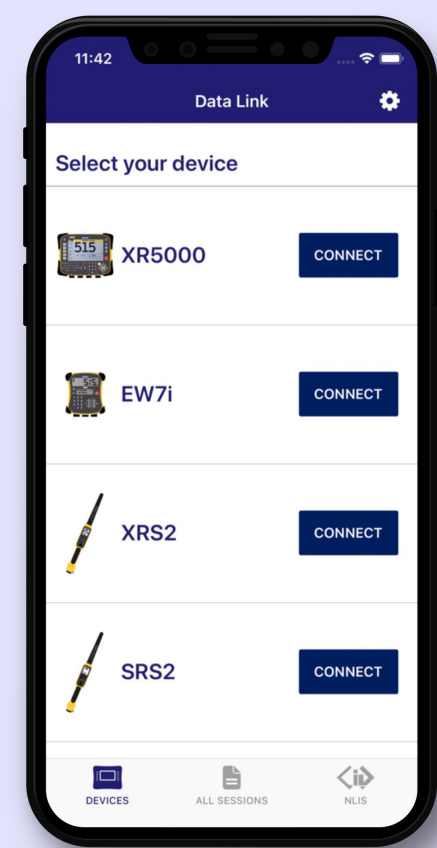 11:42
Data Link
Select your device
515
XR5000
CONNECT
EW7i
CONNECT
XRS2
CONNECT
SRS2
CONNECT
DEVICES
ALL SESSIONS
NLIS